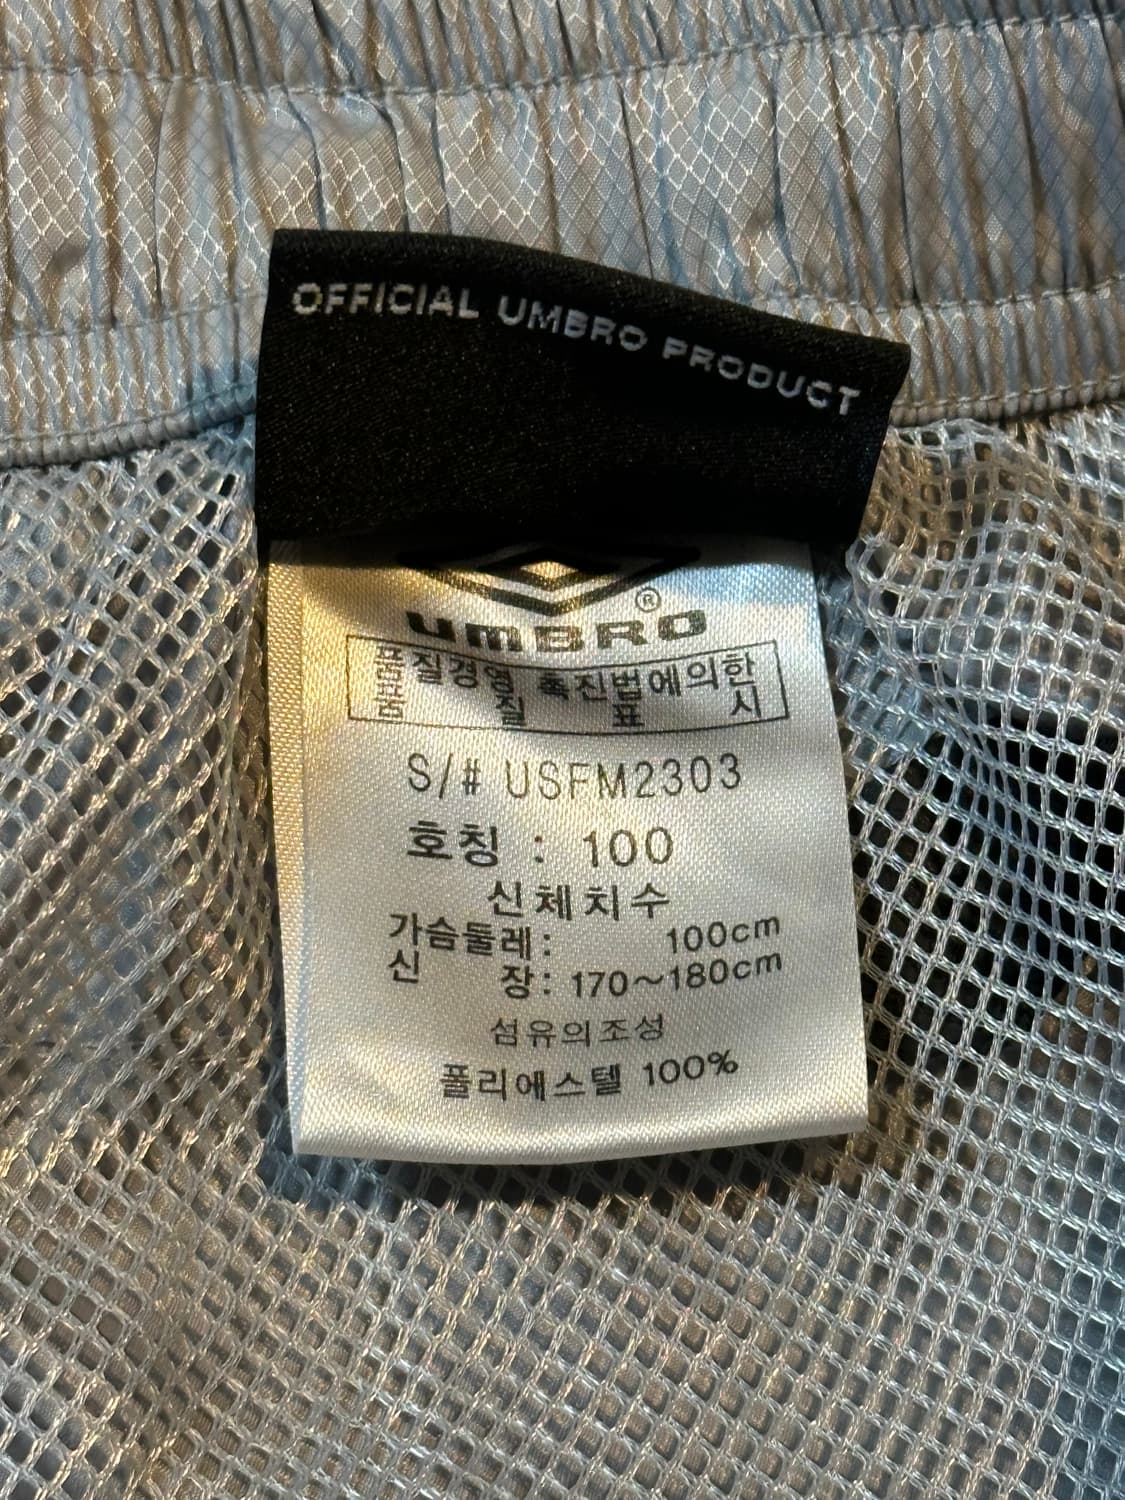 OFFICIAL UMBRO PRODUCT
UMBRO®
품질경영 촉진법에의한
품 질 표 시
S/# USFM2303
호칭 : 100
신체치수
가슴둘레: 100cm
신 장: 170~180cm
섬유의조성
폴리에스텔 100%